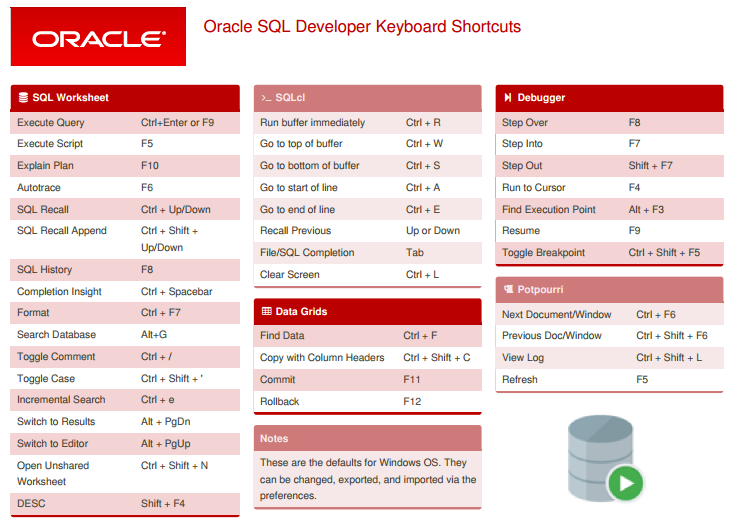 ORACLE®
Oracle SQL Developer Keyboard Shortcuts
SQL Worksheet
Execute Query Ctrl+Enter or F9
Execute Script F5
Explain Plan F10
Autotrace F6
SQL Recall Ctrl + Up/Down
SQL Recall Append Ctrl + Shift +
Up/Down
SQL History F8
Completion Insight Ctrl + Spacebar
Format Ctrl + F7
Search Database Alt+G
Toggle Comment Ctrl + /
Toggle Case Ctrl + Shift + '
Incremental Search Ctrl + e
Switch to Results Alt + PgDn
Switch to Editor Alt + PgUp
Open Unshared Ctrl + Shift + N
Worksheet
DESC Shift + F4
SQLcl
Run buffer immediately Ctrl + R
Go to top of buffer Ctrl + W
Go to bottom of buffer Ctrl + S
Go to start of line Ctrl + A
Go to end of line Ctrl + E
Recall Previous Up or Down
File/SQL Completion Tab
Clear Screen Ctrl + L
Data Grids
Find Data Ctrl + F
Copy with Column Headers Ctrl + Shift + C
Commit F11
Rollback F12
Notes
These are the defaults for Windows OS. They
can be changed, exported, and imported via the
preferences.
Debugger
Step Over F8
Step Into F7
Step Out Shift + F7
Run to Cursor F4
Find Execution Point Alt + F3
Resume F9
Toggle Breakpoint Ctrl + Shift + F5
Potpourri
Next Document/Window Ctrl + F6
Previous Doc/Window Ctrl + Shift + F6
View Log Ctrl + Shift + L
Refresh F5